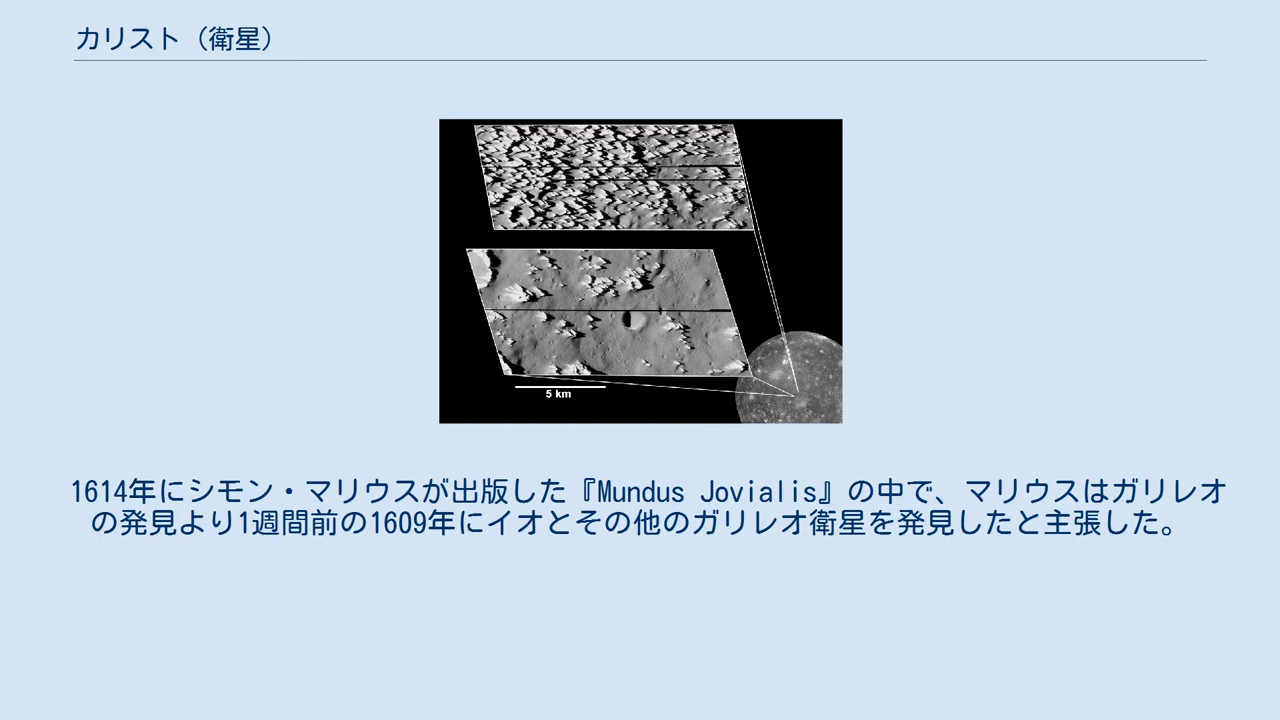 カリスト（衛星）
5 km
1614年にシモン・マリウスが出版した『Mundus Jovialis』の中で、マリウスはガリレオ
の発見より1週間前の1609年にイオとその他のガリレオ衛星を発見したと主張した。